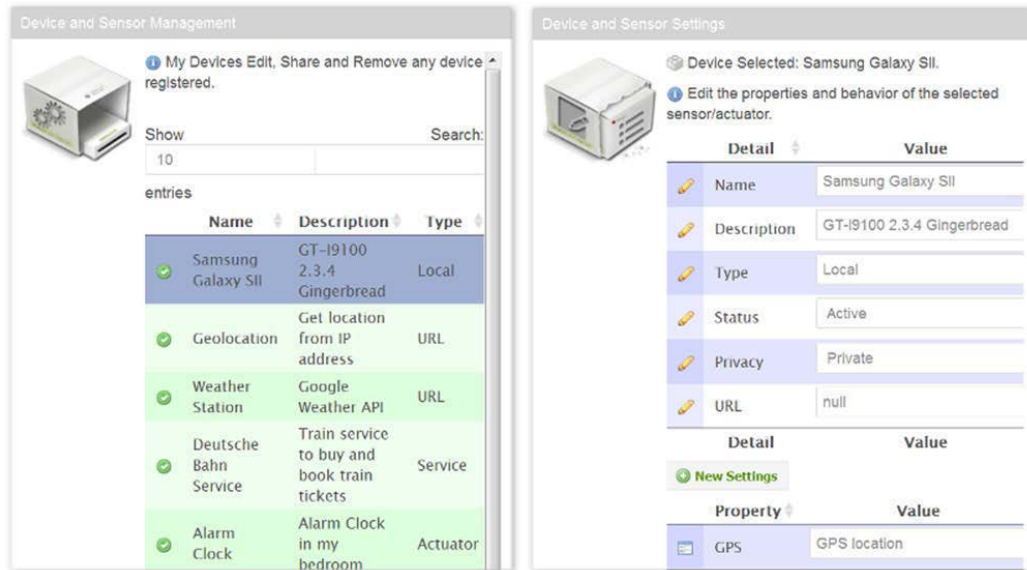 Device and Sensor Management
My Devices Edit, Share and Remove any device
registered.
Show
Search:
10
entries
Name Description Type
Samsung
Galaxy SII
GT-I9100
2.3.4
Gingerbread
Local
Geolocation
Get location
from IP
address
URL
Weather
Station
Google
Weather API
URL
Deutsche
Bahn
Service
Train service
to buy and
book train
tickets
Service
Alarm
Clock
Alarm Clock
in my
bedroom
Actuator
Device and Sensor Settings
Device Selected: Samsung Galaxy SII.
Edit the properties and behavior of the selected
sensor/actuator.
Detail Value
Name Samsung Galaxy SII
Description GT-I9100 2.3.4 Gingerbread
Type Local
Status Active
Privacy Private
URL null
Detail Value
New Settings
Property Value
GPS GPS location